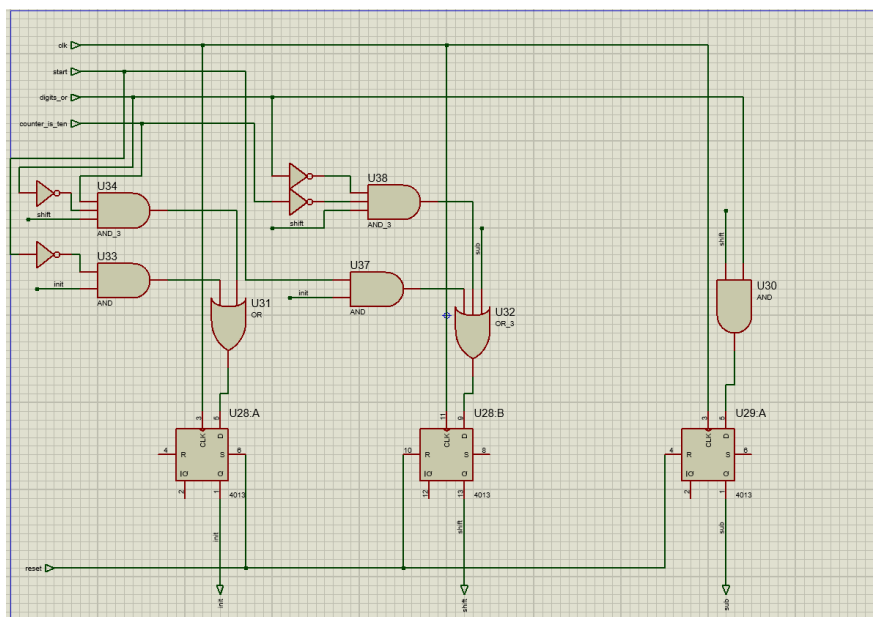 clk
start
digits_or
counter_is_ten
U34
shift
AND_3
U38
shift
AND_3
sub
shift
U33
init
AND
U37
init
AND
U30
AND
U31
OR
U32
OR_3
U28:A
3
5
CLK
D
4
R
S
6
Q
Q
2
1
4013
U28:B
11
9
CLK
D
10
R
S
8
Q
Q
12
13
4013
U29:A
3
5
CLK
D
4
R
S
6
Q
Q
2
1
4013
init
shift
sub
reset
init
shift
sub